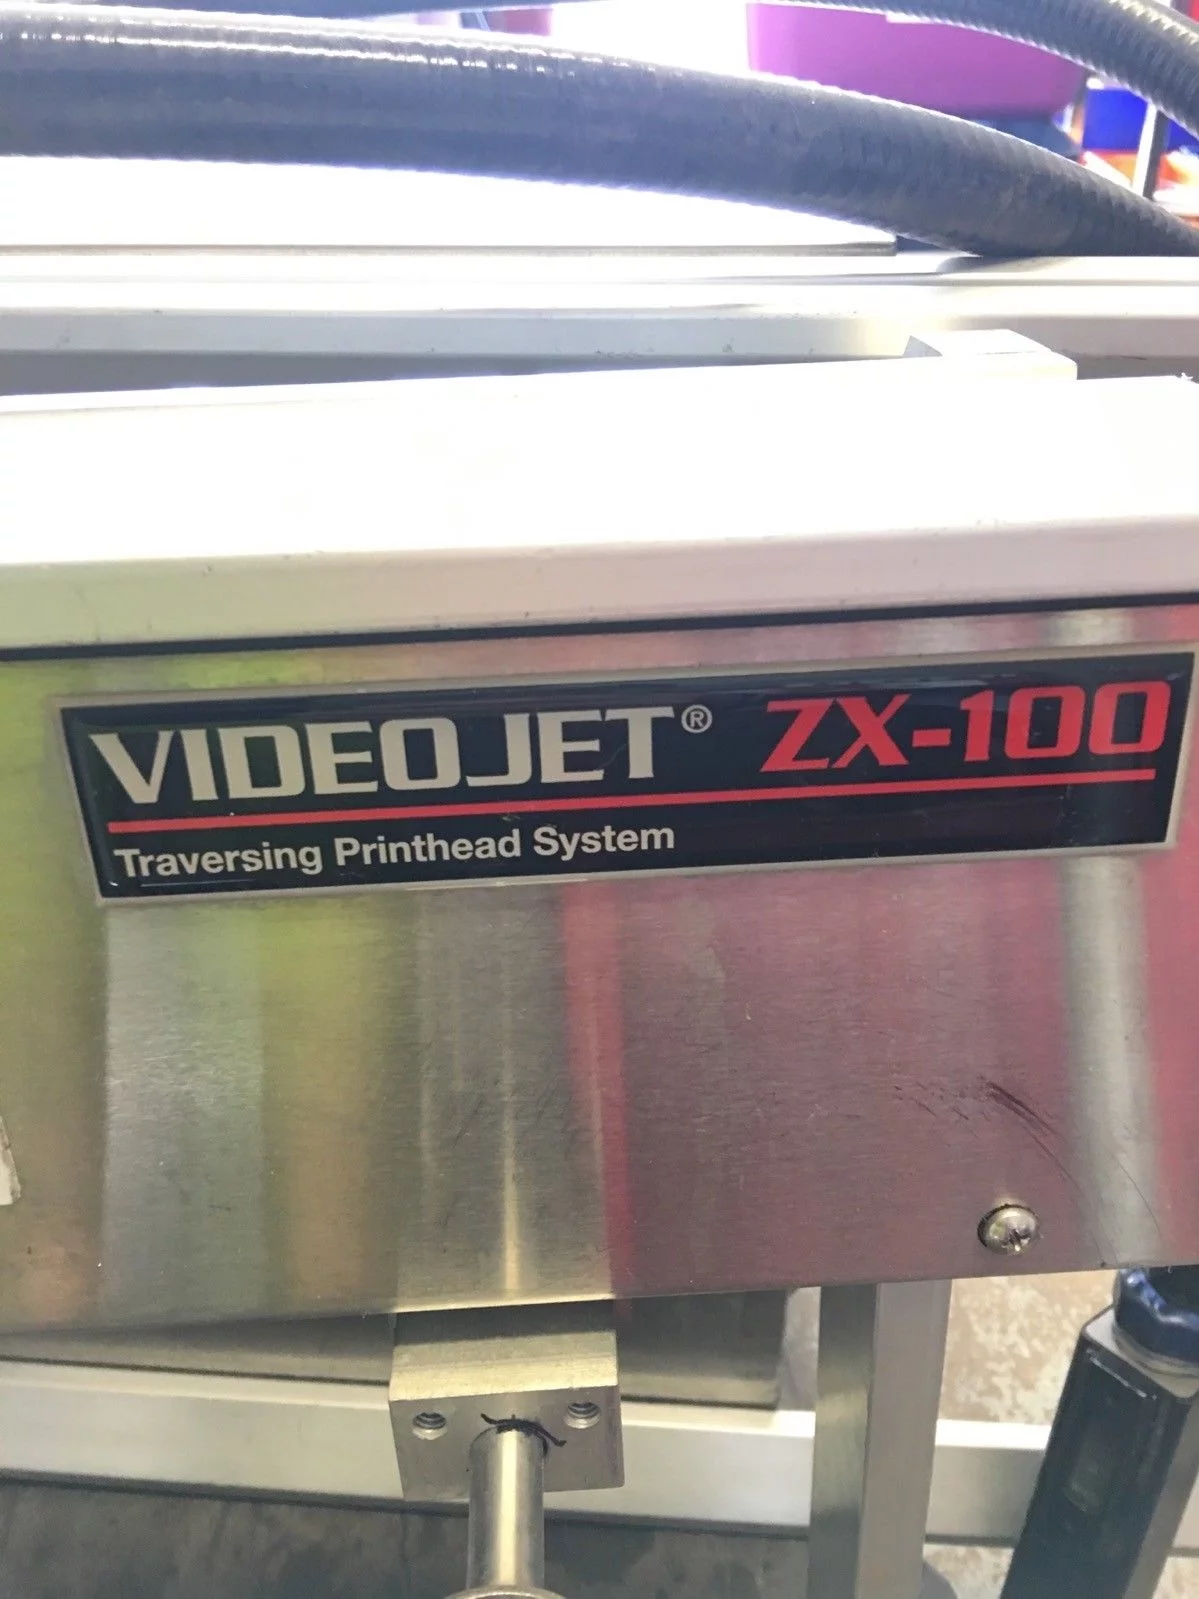 VIDEOJET® ZX-100
Traversing Printhead System